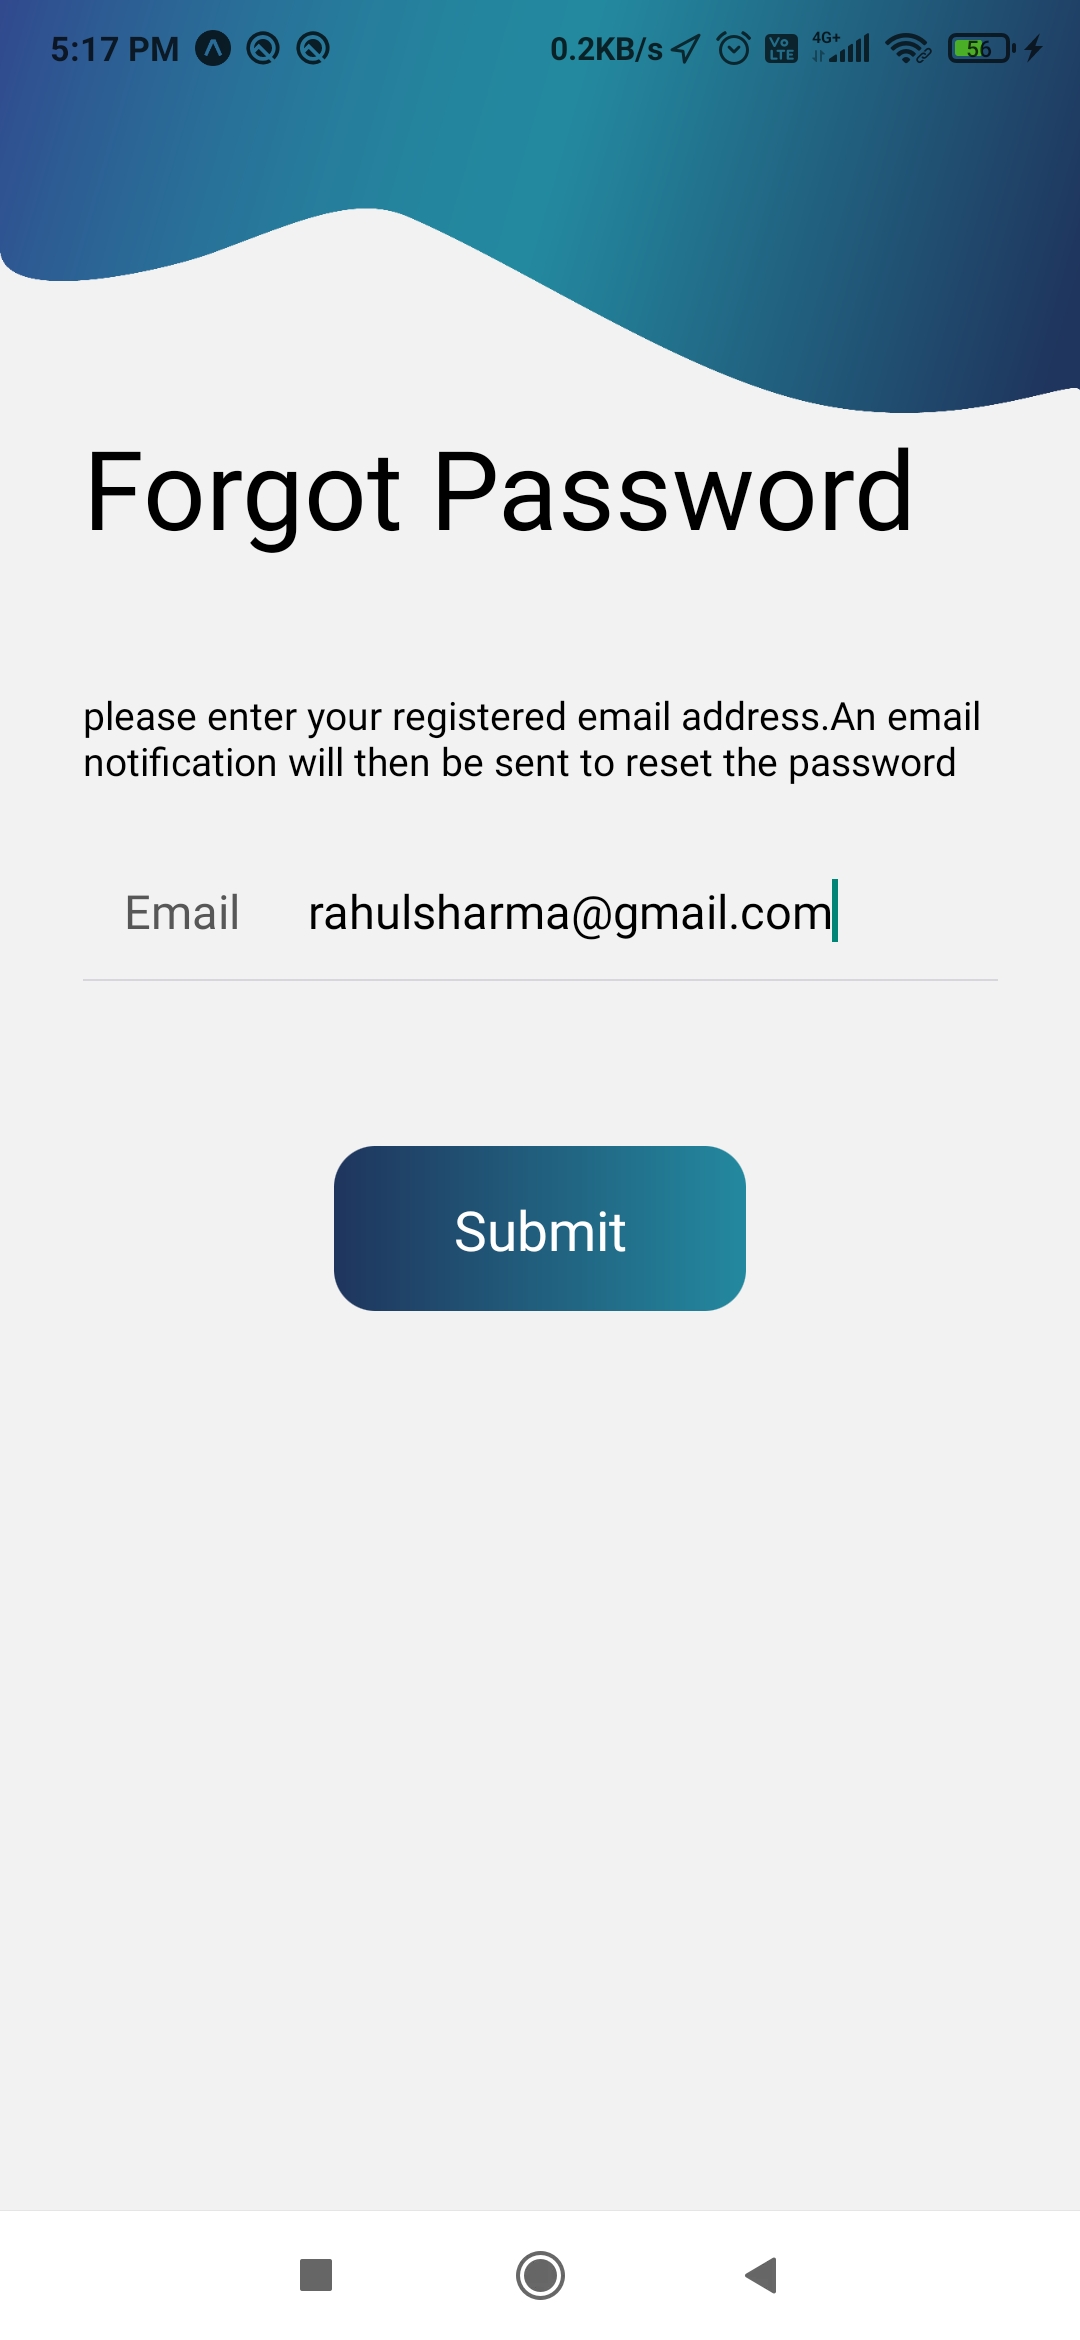 5:17 PM 0.2KB/s Vo LTE 4G+ 56
Forgot Password
please enter your registered email address.An email
notification will then be sent to reset the password
Email rahulsharma@gmail.com
Submit